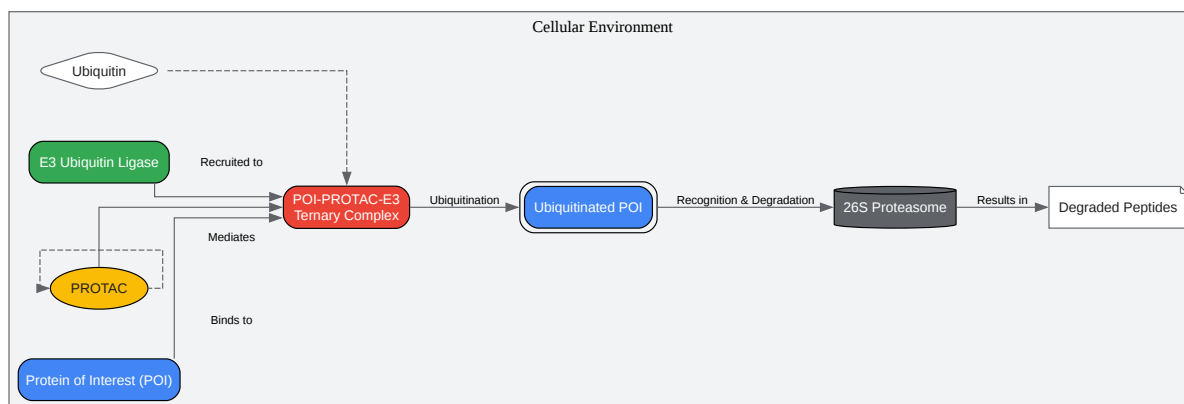 Cellular Environment
Ubiquitin
E3 Ubiquitin Ligase
Recruited to
POI-PROTAC-E3
Ternary Complex
Ubiquitination
Ubiquitinated POI
Recognition & Degradation
26S Proteasome
Results in
Degraded Peptides
Mediates
PROTAC
Binds to
Protein of Interest (POI)